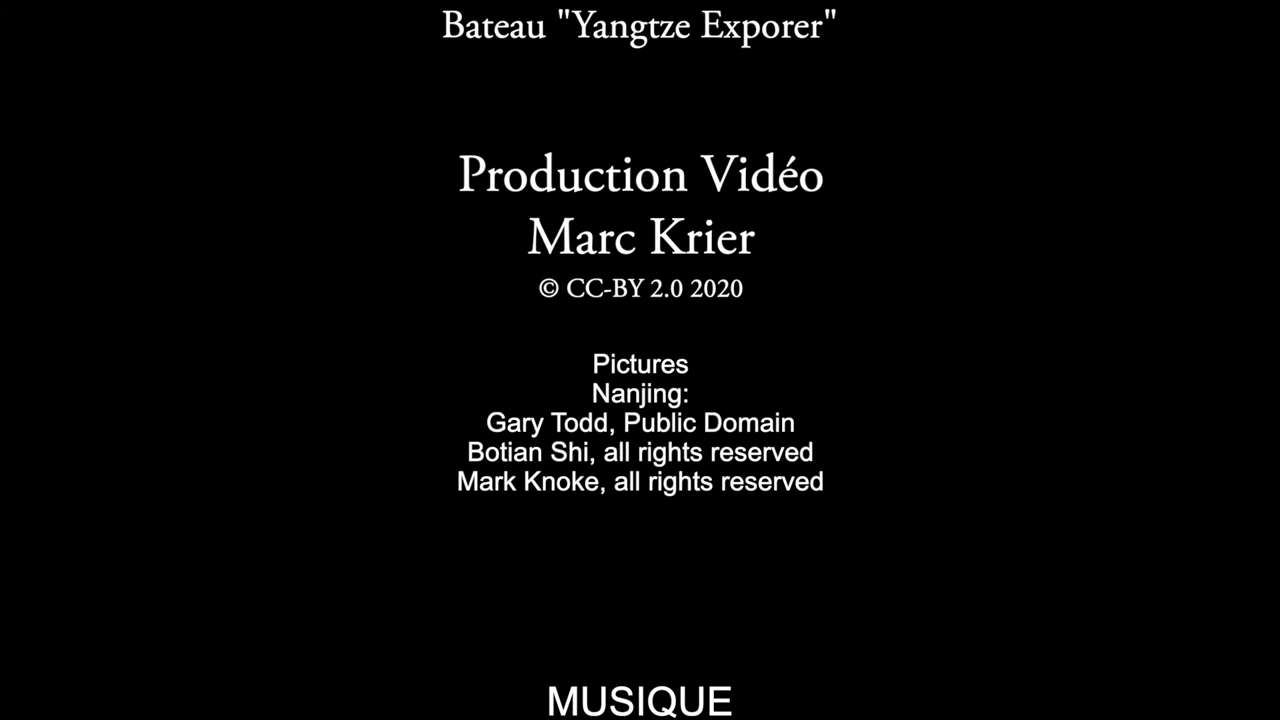 Bateau "Yangtze Exporer"
Production Vidéo
Marc Krier
© CC-BY 2.0 2020
Pictures
Nanjing:
Gary Todd, Public Domain
Botian Shi, all rights reserved
Mark Knoke, all rights reserved
MUSIQUE